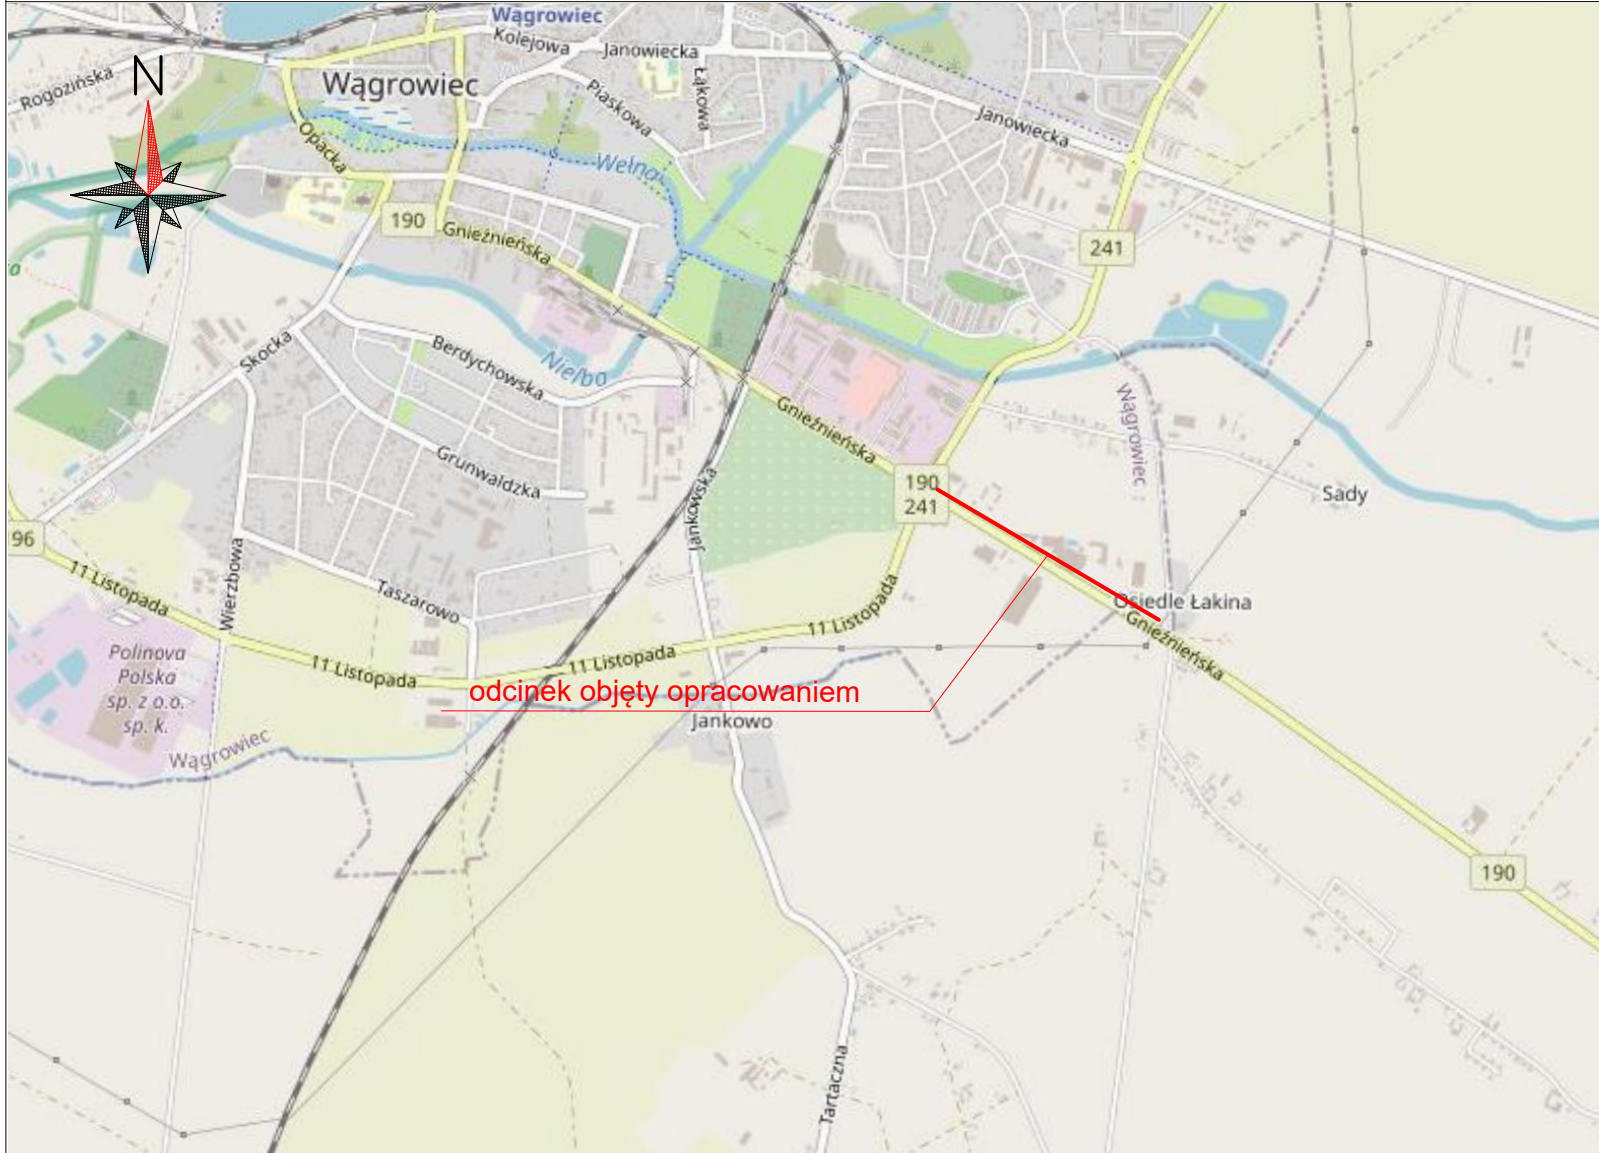 Wągrowiec
Kolejowa
Janowiecka
Rogozińska
N
Wągrowiec
Łąkowa
Piaskowa
Janowiecka
Opacka
Wełna
190
Gnieźnieńska
241
Skocka
Berdychowska
Nielba
Wągrowiec
Gnieźnieńska
Grunwaldzka
Jankowska
190
241
Sady
96
11 Listopada
Wierzbowa
Taszarowo
11 Listopada
Osiedle Łakina
Gnieźnieńska
Polinova
Polska
sp. z o.o.
sp. k.
11 Listopada
11 Listopada
odcinek objęty opracowaniem
Jankowo
Wągrowiec
190
Tartaczna